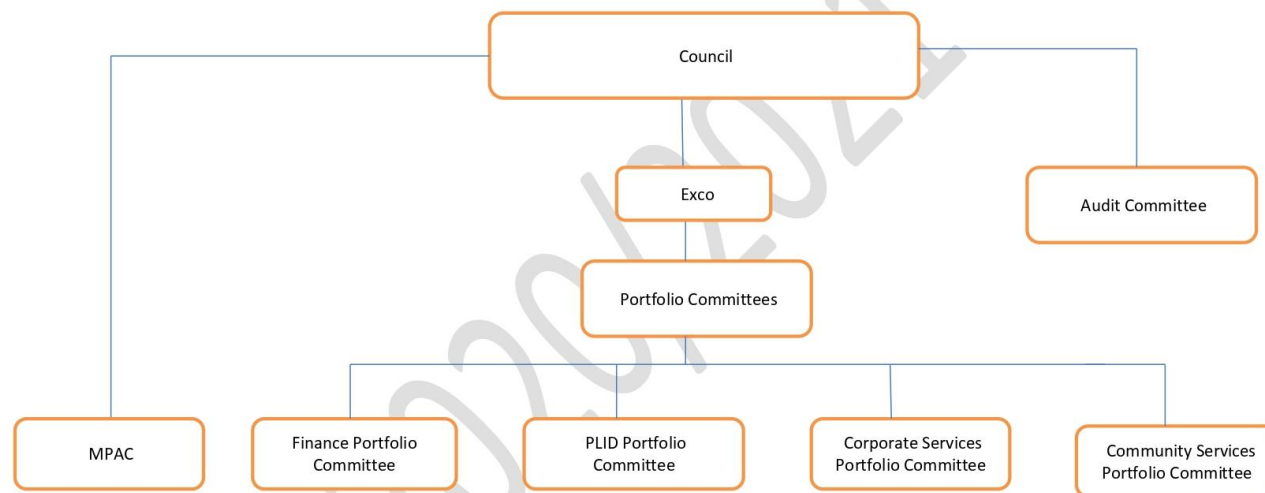 Council
Exco
Audit Committee
Portfolio Committees
MPAC
Finance Portfolio
Committee
PLID Portfolio
Committee
Corporate Services
Portfolio Committee
Community Services
Portfolio Committee